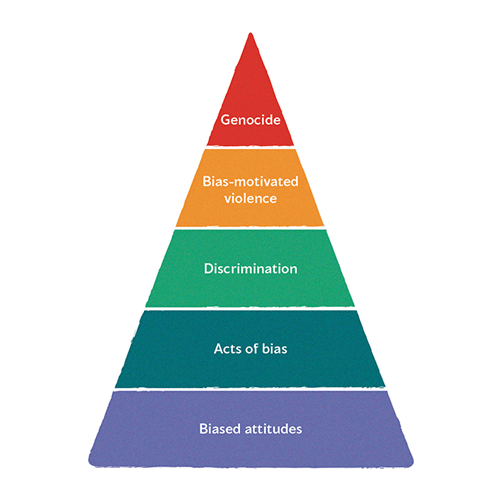 Genocide
Bias-motivated
violence
Discrimination
Acts of bias
Biased attitudes